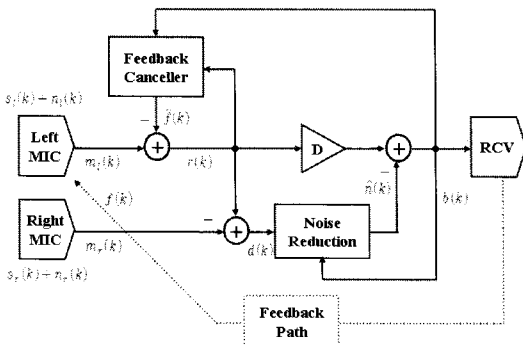 Feedback
Canceller
s_l(k)+n_l(k)
− f̂(k)
Left
MIC
m_l(k)
+
r(k)
D
+
RCV
−
n̂(k)
b(k)
f(k)
Right
MIC
m_r(k)
−
+
d(k)
Noise
Reduction
s_r(k)+n_r(k)
Feedback
Path